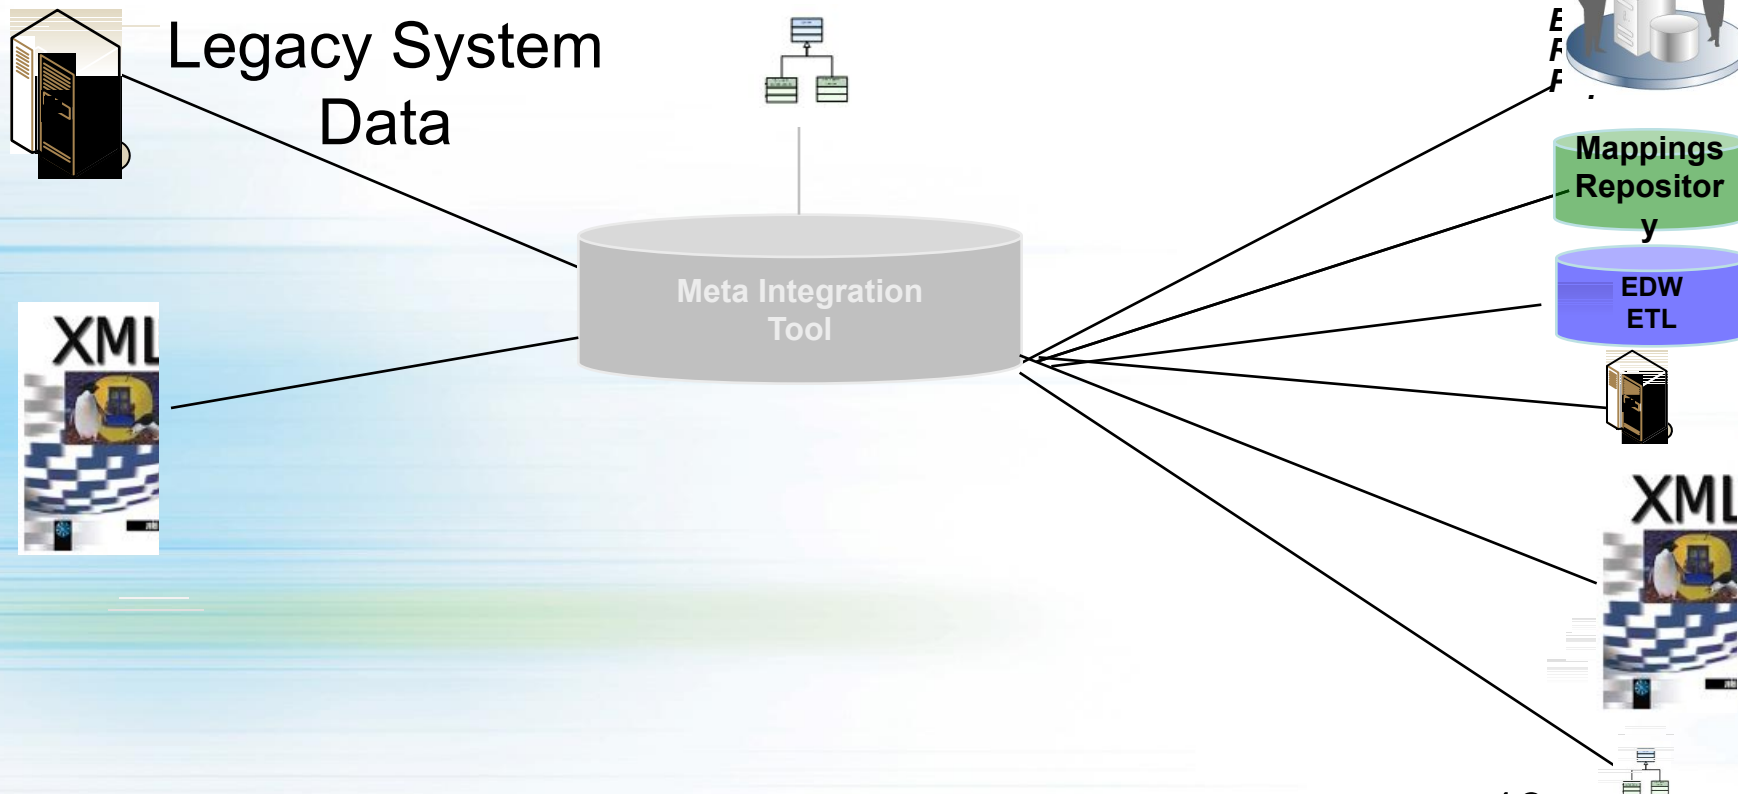 Legacy System
Data
Mappings
Repositor
y
Meta Integration
Tool
EDW
ETL
XML
XML